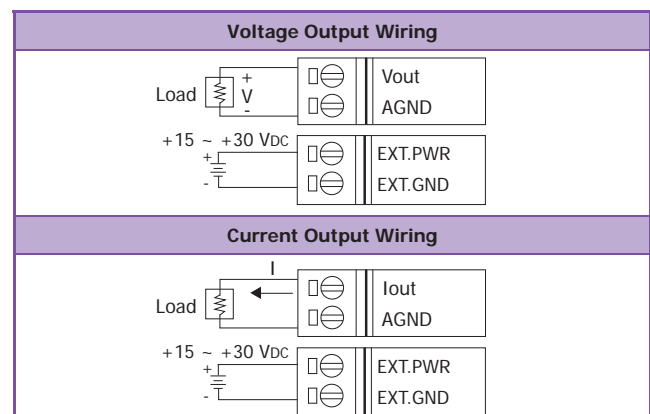 Voltage Output Wiring
Load
+
V
-
Vout
AGND
+15 ~ +30 VDC
+
-
EXT.PWR
EXT.GND
Current Output Wiring
I
Load
Iout
AGND
+15 ~ +30 VDC
+
-
EXT.PWR
EXT.GND